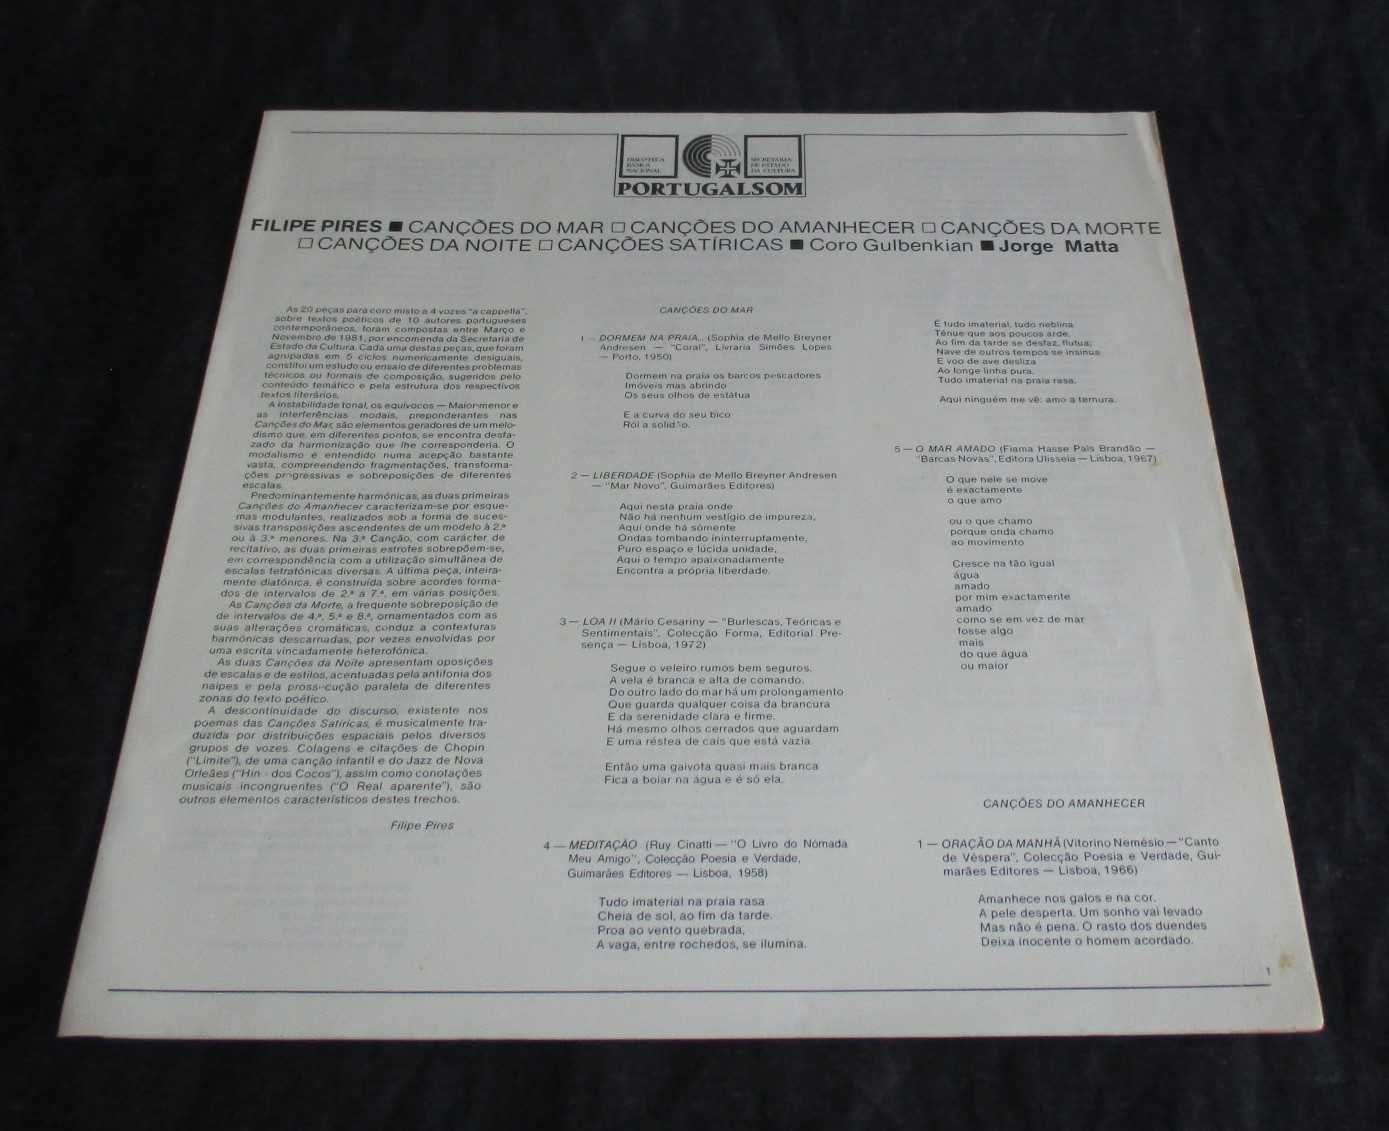 DISCOTECA
BÁSICA
NACIONAL
SECRETARIA
DE ESTADO
DA CULTURA
PORTUGALSOM
FILIPE PIRES ■ CANÇÕES DO MAR □ CANÇÕES DO AMANHECER □ CANÇÕES DA MORTE
□ CANÇÕES DA NOITE □ CANÇÕES SATÍRICAS ■ Coro Gulbenkian ■ Jorge Matta
As 20 peças para coro misto a 4 vozes "a cappella",
sobre textos poéticos de 10 autores portugueses
contemporâneos, foram compostas entre Março e
Novembro de 1981, por encomenda da Secretaria de
Estado da Cultura. Cada uma destas peças, que foram
agrupadas em 5 ciclos numericamente desiguais,
constitui um estudo ou ensaio de diferentes problemas
técnicos ou formais de composição, sugeridos pelo
conteúdo temático e pela estrutura dos respectivos
textos literários.
A instabilidade tonal, os equívocos — Maior-menor e
as interferências modais, preponderantes nas
Canções do Mar, são elementos geradores de um melo-
dismo que, em diferentes pontos, se encontra desfa-
zado da harmonização que lhe corresponderia. O
modalismo é entendido numa acepção bastante
vasta, compreendendo fragmentações, transforma-
ções progressivas e sobreposições de diferentes
escalas.
Predominantemente harmónicas, as duas primeiras
Canções do Amanhecer caracterizam-se por esque-
mas modulantes, realizados sob a forma de suces-
sivas transposições ascendentes de um modelo à 2.ª
ou à 3.ª menores. Na 3.ª Canção, com carácter de
recitativo, as duas primeiras estrofes sobrepõem-se,
em correspondência com a utilização simultânea de
escalas tetratónicas diversas. A última peça, inteira-
mente diatónica, é construída sobre acordes forma-
dos de intervalos de 2.ª a 7.ª, em várias posições.
As Canções da Morte, a frequente sobreposição de
de intervalos de 4.ª, 5.ª e 8.ª, ornamentados com as
suas alterações cromáticas, conduz a contexturas
harmónicas descarnadas, por vezes envolvidas por
uma escrita vincadamente heterofónica.
As duas Canções da Noite apresentam oposições
de escalas e de estilos, acentuadas pela antifonia dos
naipes e pela prossecução paralela de diferentes
zonas do texto poético.
A descontinuidade do discurso, existente nos
poemas das Canções Satíricas, é musicalmente tra-
duzida por distribuições espaciais pelos diversos
grupos de vozes. Colagens e citações de Chopin
("Limite"), de uma canção infantil e do Jazz de Nova
Orleães ("Hin dos Cocos"), assim como conotações
musicais incongruentes ("O Real aparente"), são
outros elementos característicos destes trechos.
Filipe Pires
CANÇÕES DO MAR
1 — DORMEM NA PRAIA... (Sophia de Mello Breyner
Andresen — "Coral", Livraria Simões Lopes
— Porto, 1950)
Dormem na praia os barcos pescadores
Imóveis mas abrindo
Os seus olhos de estátua
E a curva do seu bico
Rói a solidão.
2 — LIBERDADE (Sophia de Mello Breyner Andresen
— "Mar Novo", Guimarães Editores)
Aqui nesta praia onde
Não há nenhum vestígio de impureza,
Aqui onde há sòmente
Ondas tombando ininterruptamente,
Puro espaço e lúcida unidade,
Aqui o tempo apaixonadamente
Encontra a própria liberdade.
3 — LOA II (Mário Cesariny — "Burlescas, Teóricas e
Sentimentais", Colecção Forma, Editorial Pre-
sença — Lisboa, 1972)
Segue o veleiro rumos bem seguros.
A vela é branca e alta de comando.
Do outro lado do mar há um prolongamento
Que guarda qualquer coisa da brancura
E da serenidade clara e firme.
Há mesmo olhos cerrados que aguardam
E uma réstea de cais que está vazia.
Então uma gaivota quasi mais branca
Fica a boiar na água e é só ela.
4 — MEDITAÇÃO (Ruy Cinatti — "O Livro do Nómada
Meu Amigo", Colecção Poesia e Verdade,
Guimarães Editores — Lisboa, 1958)
Tudo imaterial na praia rasa
Cheia de sol, ao fim da tarde.
Proa ao vento quebrada,
A vaga, entre rochedos, se ilumina.
É tudo imaterial, tudo neblina
Ténue que aos poucos arde.
Ao fim da tarde se desfaz, flutua;
Nave de outros tempos se insinua
E voo de ave desliza
Ao longe linha pura.
Tudo imaterial na praia rasa.
Aqui ninguém me vê: amo a ternura.
5 — O MAR AMADO (Fiama Hasse Pais Brandão —
"Barcas Novas", Editora Ulisseia — Lisboa, 1967)
O que nele se move
é exactamente
o que amo
ou o que chamo
porque onda chamo
ao movimento
Cresce na tão igual
água
amado
por mim exactamente
amado
como se em vez de mar
fosse algo
mais
do que água
ou maior
CANÇÕES DO AMANHECER
1 — ORAÇÃO DA MANHÃ (Vitorino Nemésio — "Canto
de Véspera", Colecção Poesia e Verdade, Gui-
marães Editores — Lisboa, 1966)
Amanhece nos galos e na cor.
A pele desperta. Um sonho vai levado
Mas não é pena. O rasto dos duendes
Deixa inocente o homem acordado.
1